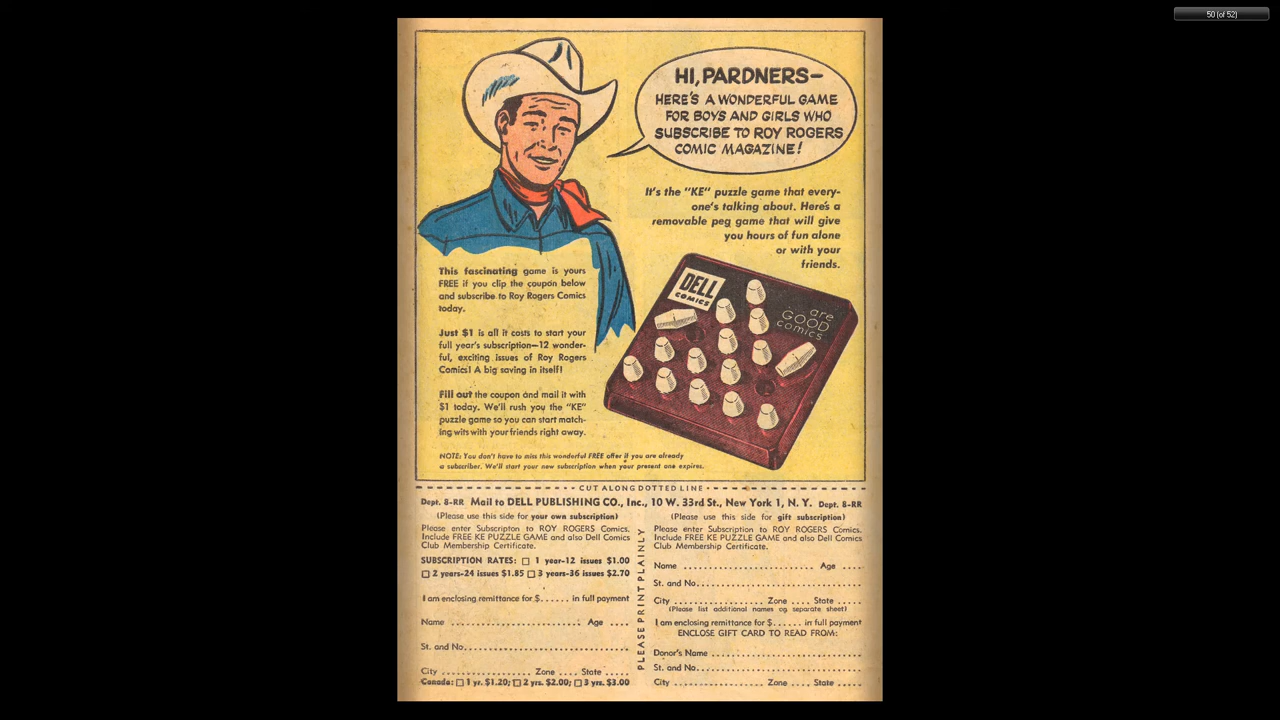 50 (of 52)
HI, PARDNERS—
HERE'S A WONDERFUL GAME
FOR BOYS AND GIRLS WHO
SUBSCRIBE TO ROY ROGERS
COMIC MAGAZINE!
It's the "KE" puzzle game that every-
one's talking about. Here's a
removable peg game that will give
you hours of fun alone
or with your
friends.
DELL
COMICS
are
GOOD
comics
This fascinating game is yours
FREE if you clip the coupon below
and subscribe to Roy Rogers Comics
today.
Just $1 is all it costs to start your
full year's subscription—12 wonder-
ful, exciting issues of Roy Rogers
Comics! A big saving in itself!
Fill out the coupon and mail it with
$1 today. We'll rush you the "KE"
puzzle game so you can start match-
ing wits with your friends right away.
NOTE: You don't have to miss this wonderful FREE offer if you are already
a subscriber. We'll start your new subscription when your present one expires.
CUT ALONG DOTTED LINE
Dept. 8-RR Mail to DELL PUBLISHING CO., Inc., 10 W. 33rd St., New York 1, N. Y. Dept. 8-RR
(Please use this side for your own subscription)
Please enter Subscripton to ROY ROGERS Comics.
Include FREE KE PUZZLE GAME and also Dell Comics
Club Membership Certificate.
SUBSCRIPTION RATES: □ 1 year-12 issues $1.00
□ 2 years-24 issues $1.85 □ 3 years-36 issues $2.70
I am enclosing remittance for $...... in full payment
Name .............................. Age ....
St. and No.......................................
City ..................... Zone .... State .....
Canada: □ 1 yr. $1.20; □ 2 yrs. $2.00; □ 3 yrs. $3.00
PLEASE PRINT PLAINLY
(Please use this side for gift subscription)
Please enter Subscription to ROY ROGERS Comics.
Include FREE KE PUZZLE GAME and also Dell Comics
Club Membership Certificate.
Name ............................... Age ....
St. and No.......................................
City ....................... Zone .... State .....
(Please list additional names on separate sheet)
I am enclosing remittance for $...... in full payment
ENCLOSE GIFT CARD TO READ FROM:
Donor's Name ....................................
St. and No.......................................
City ....................... Zone .... State .....